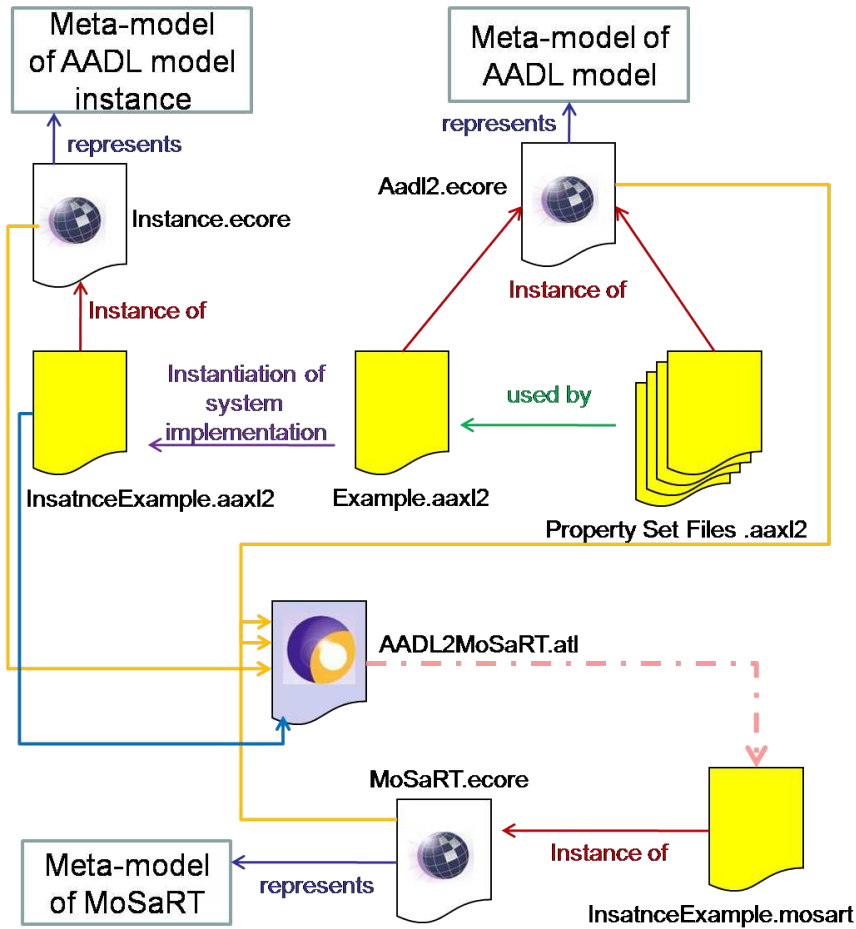 Meta-model
of AADL model
instance
Meta-model of
AADL model
represents
represents
Aadl2.ecore
Instance.ecore
Instance of
Instance of
Instantiation of
system
implementation
used by
InsatnceExample.aaxl2
Example.aaxl2
Property Set Files .aaxl2
AADL2MoSaRT.atl
MoSaRT.ecore
Instance of
Meta-model
of MoSaRT
represents
InsatnceExample.mosart